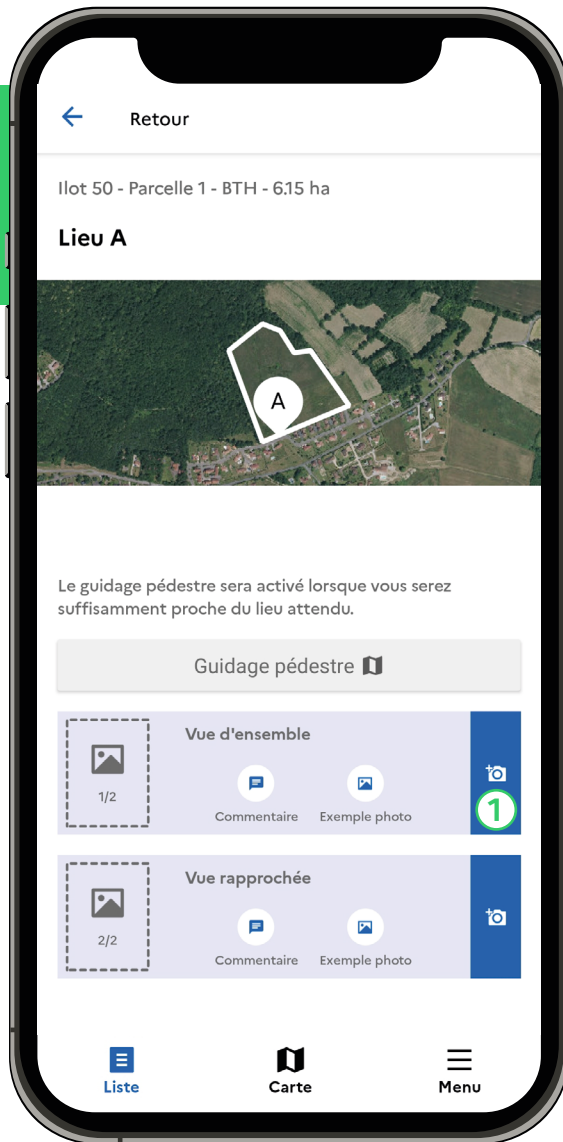 Retour
Ilot 50 - Parcelle 1 - BTH - 6.15 ha
Lieu A
A
Le guidage pédestre sera activé lorsque vous serez
suffisamment proche du lieu attendu.
Guidage pédestre
Vue d'ensemble
1/2
Commentaire Exemple photo
1
Vue rapprochée
2/2
Commentaire Exemple photo
Liste Carte Menu